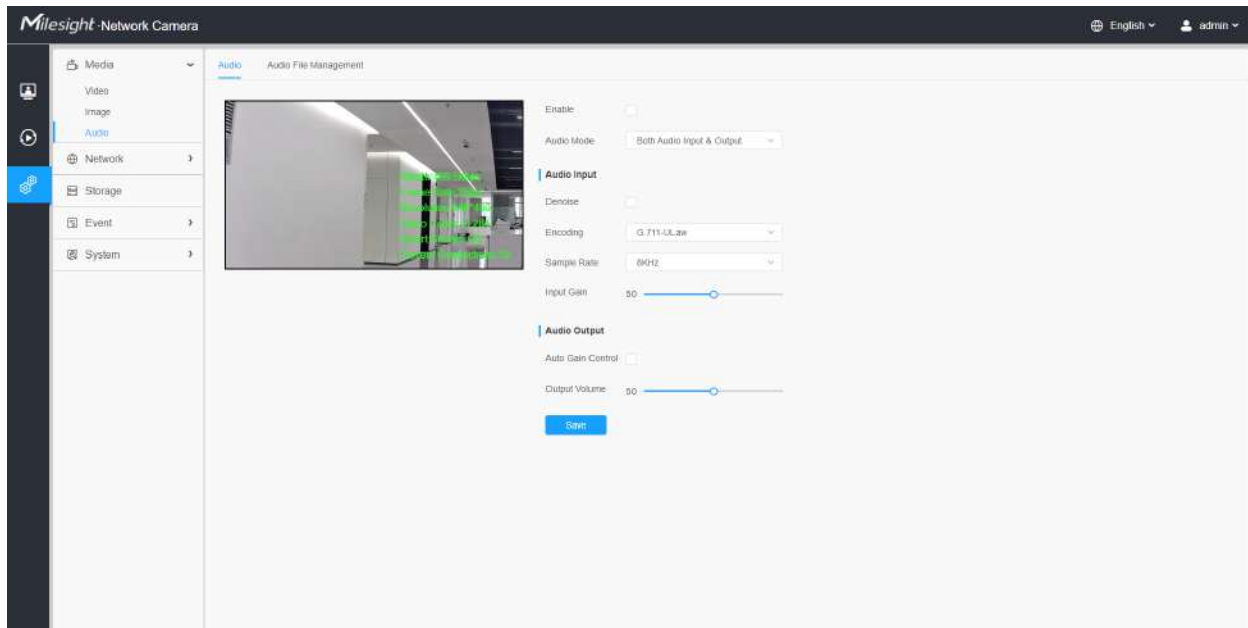 Milesight · Network Camera
English
admin
Media
Video
Image
Audio
Network
Storage
Event
System
Audio
Audio File Management
Enable
Audio Mode
Both Audio Input & Output
Audio Input
Denoise
Encoding
G.711-ULaw
Sample Rate
8KHz
Input Gain
50
Audio Output
Auto Gain Control
Output Volume
50
Save